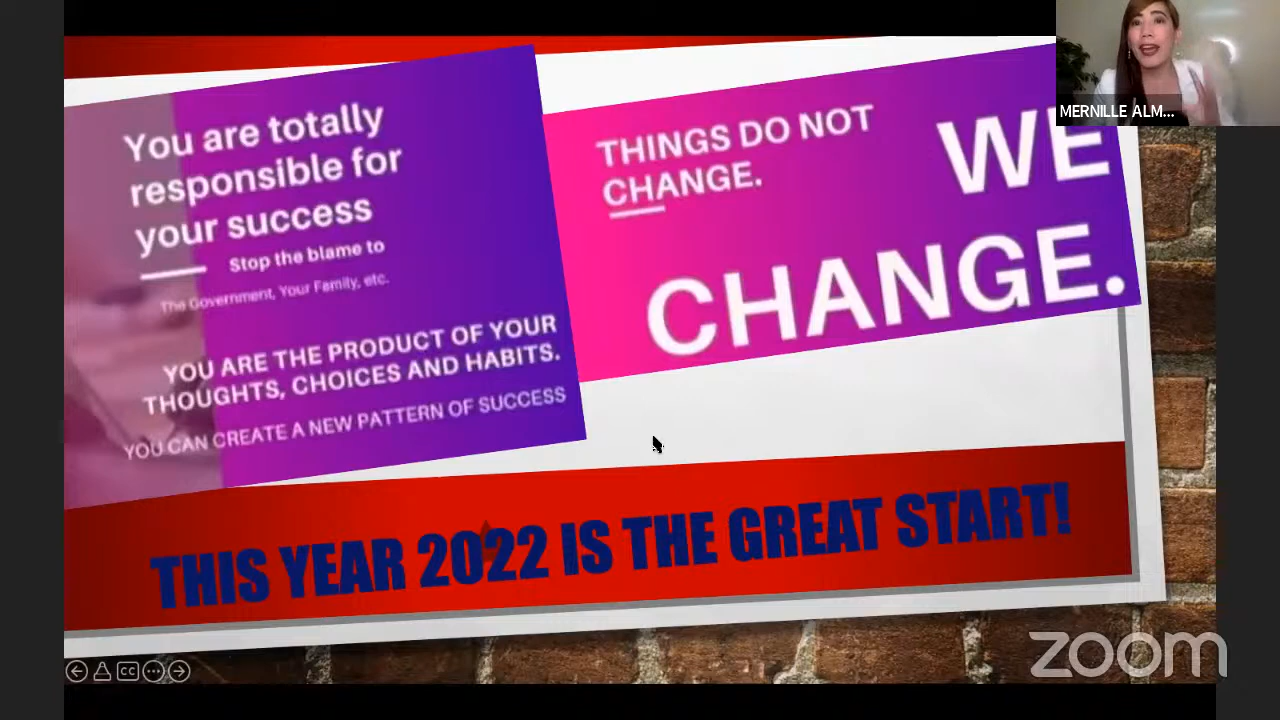 You are totally
responsible for
your success
Stop the blame to
The Government, Your Family, etc.
YOU ARE THE PRODUCT OF YOUR
THOUGHTS, CHOICES AND HABITS.
YOU CAN CREATE A NEW PATTERN OF SUCCESS
THINGS DO NOT
CHANGE.
WE
CHANGE.
MERNILLE ALM...
THIS YEAR 2022 IS THE GREAT START!
CC
zoom